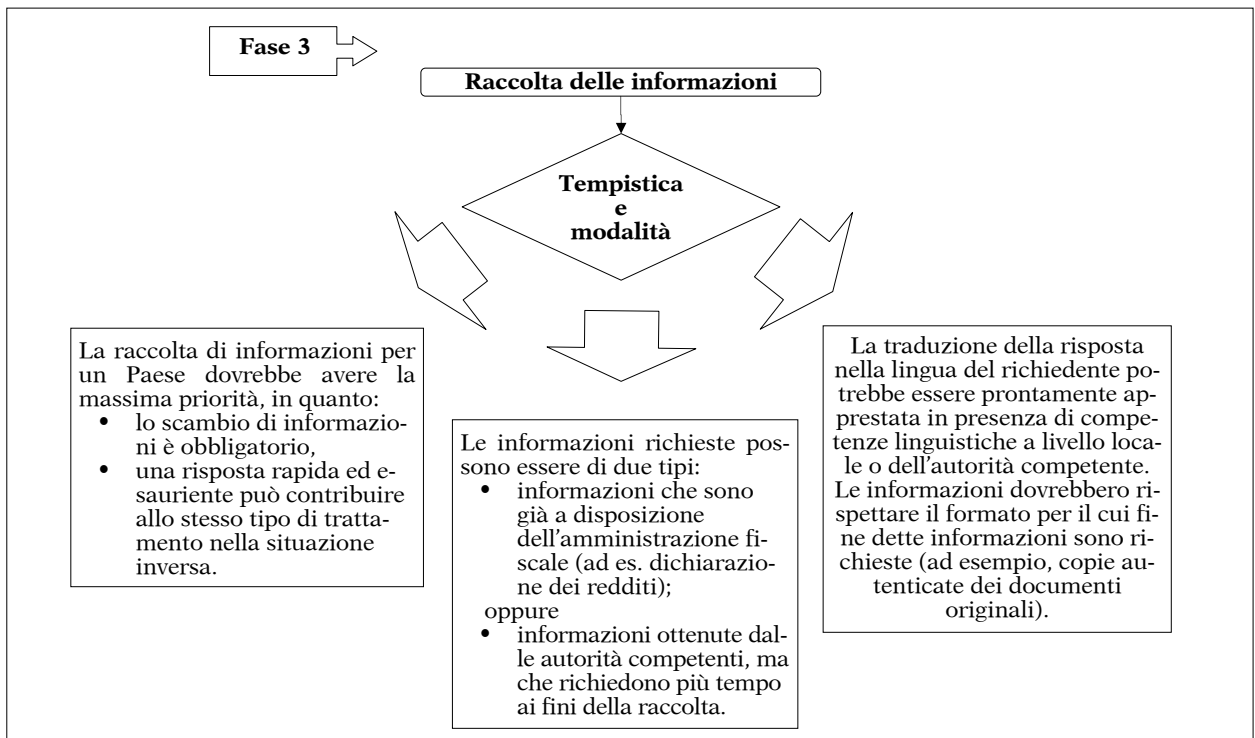 Fase 3
Raccolta delle informazioni
Tempistica
e
modalità
La raccolta di informazioni per
un Paese dovrebbe avere la
massima priorità, in quanto:
• lo scambio di informazio-
ni è obbligatorio,
• una risposta rapida ed e-
sauriente può contribuire
allo stesso tipo di tratta-
mento nella situazione
inversa.
Le informazioni richieste pos-
sono essere di due tipi:
• informazioni che sono
già a disposizione
dell'amministrazione fi-
scale (ad es. dichiarazio-
ne dei redditi);
oppure
• informazioni ottenute dal-
le autorità competenti, ma
che richiedono più tempo
ai fini della raccolta.
La traduzione della risposta
nella lingua del richiedente po-
trebbe essere prontamente ap-
prestata in presenza di compe-
tenze linguistiche a livello loca-
le o dell'autorità competente.
Le informazioni dovrebbero ri-
spettare il formato per il cui fi-
ne dette informazioni sono ri-
chieste (ad esempio, copie au-
tenticate dei documenti
originali).